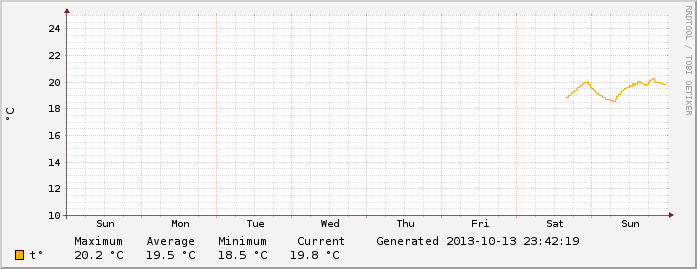 RRDTOOL / TOBI OETIKER
°C
24
22
20
18
16
14
12
10
Sun Mon Tue Wed Thu Fri Sat Sun
Maximum Average Minimum Current Generated 2013-10-13 23:42:19
t° 20.2 °C 19.5 °C 18.5 °C 19.8 °C